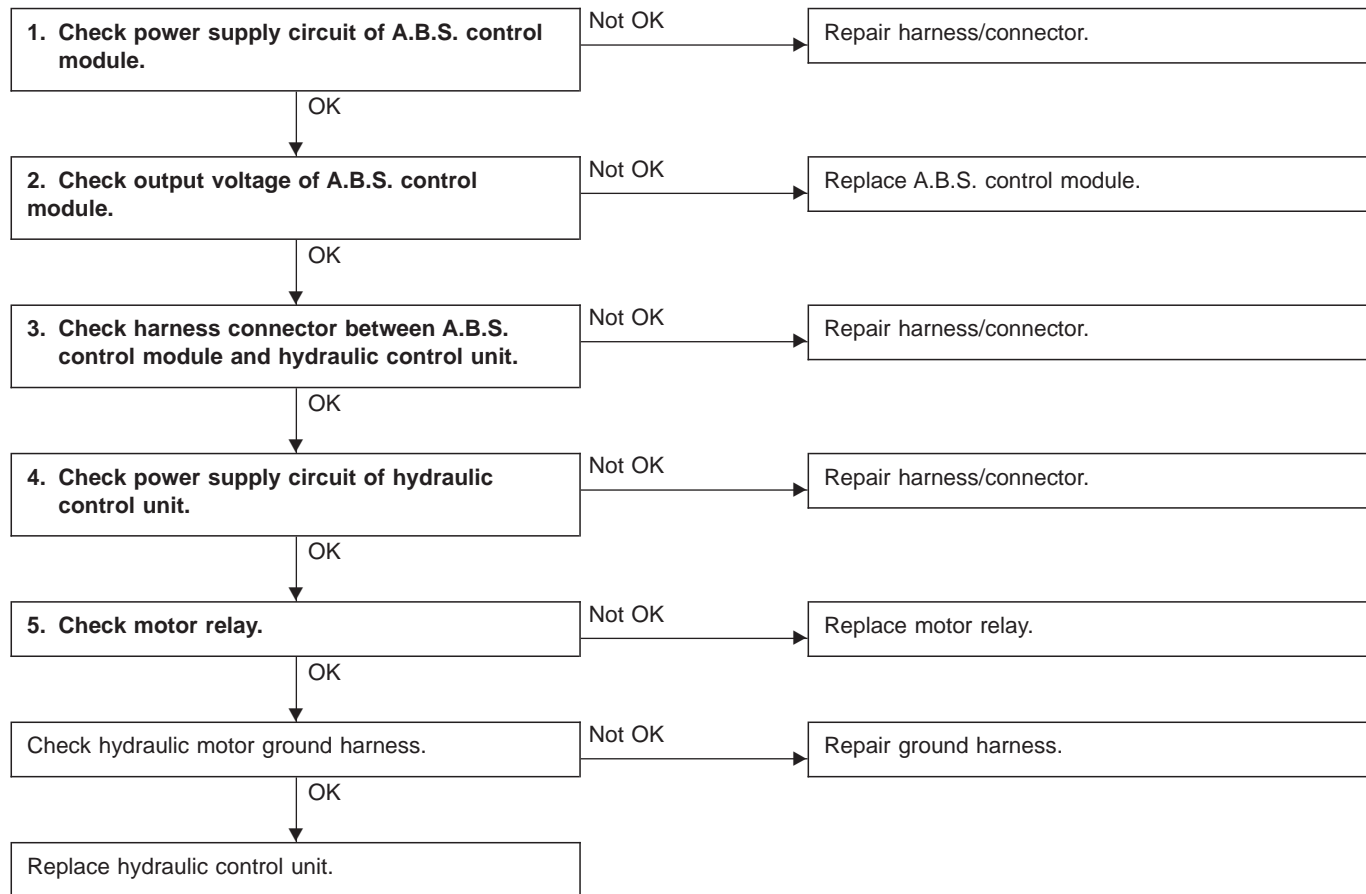 1. Check power supply circuit of A.B.S. control
module.
Not OK
Repair harness/connector.
OK
2. Check output voltage of A.B.S. control
module.
Not OK
Replace A.B.S. control module.
OK
3. Check harness connector between A.B.S.
control module and hydraulic control unit.
Not OK
Repair harness/connector.
OK
4. Check power supply circuit of hydraulic
control unit.
Not OK
Repair harness/connector.
OK
5. Check motor relay.
Not OK
Replace motor relay.
OK
Check hydraulic motor ground harness.
Not OK
Repair ground harness.
OK
Replace hydraulic control unit.